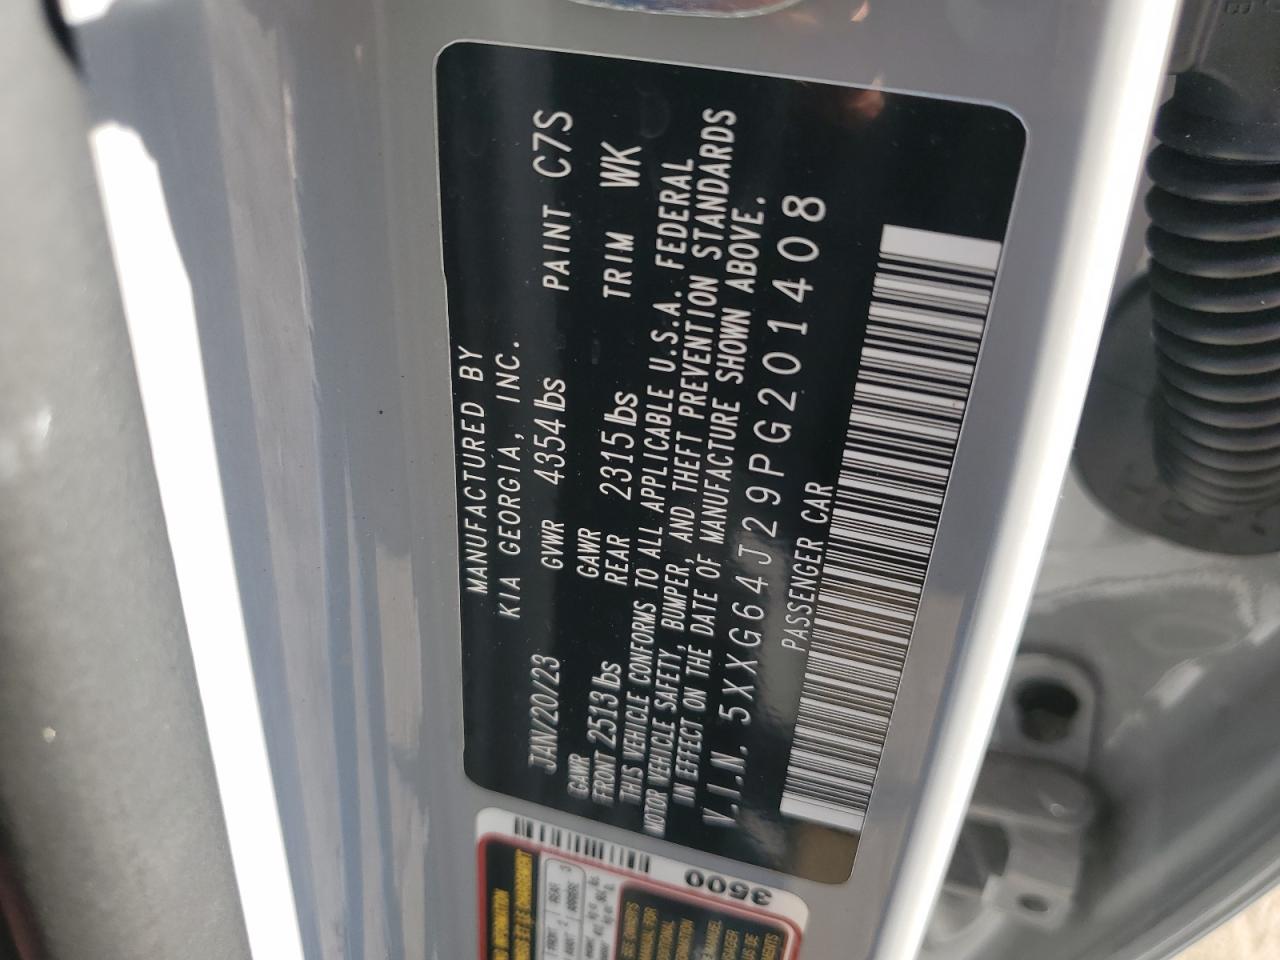 MANUFACTURED BY
KIA GEORGIA, INC.
JAN/20/23 GVWR 4354 lbs PAINT C7S
GAWR GAWR
FRONT 2513 lbs REAR 2315 lbs TRIM WK
THIS VEHICLE CONFORMS TO ALL APPLICABLE U.S.A. FEDERAL
MOTOR VEHICLE SAFETY, BUMPER, AND THEFT PREVENTION STANDARDS
IN EFFECT ON THE DATE OF MANUFACTURE SHOWN ABOVE.
V.I.N. 5XXG64J29PG201408
PASSENGER CAR
3500